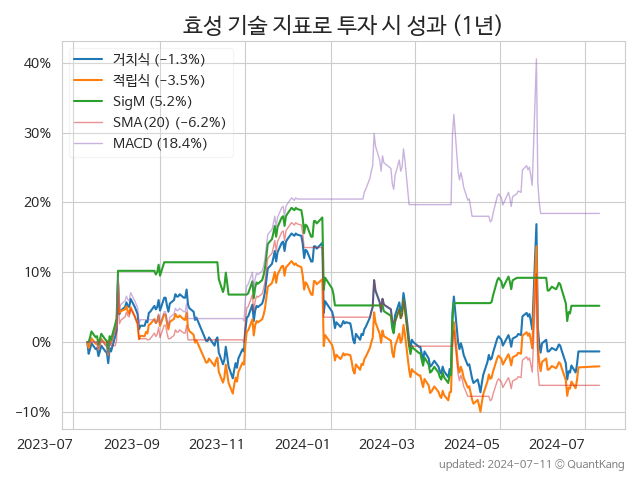 효성 기술 지표로 투자 시 성과 (1년)
거치식 (−1.3%)
적립식 (−3.5%)
SigM (5.2%)
SMA(20) (−6.2%)
MACD (18.4%)
40%
30%
20%
10%
0%
−10%
2023-07 2023-09 2023-11 2024-01 2024-03 2024-05 2024-07
updated: 2024-07-11 © QuantKang